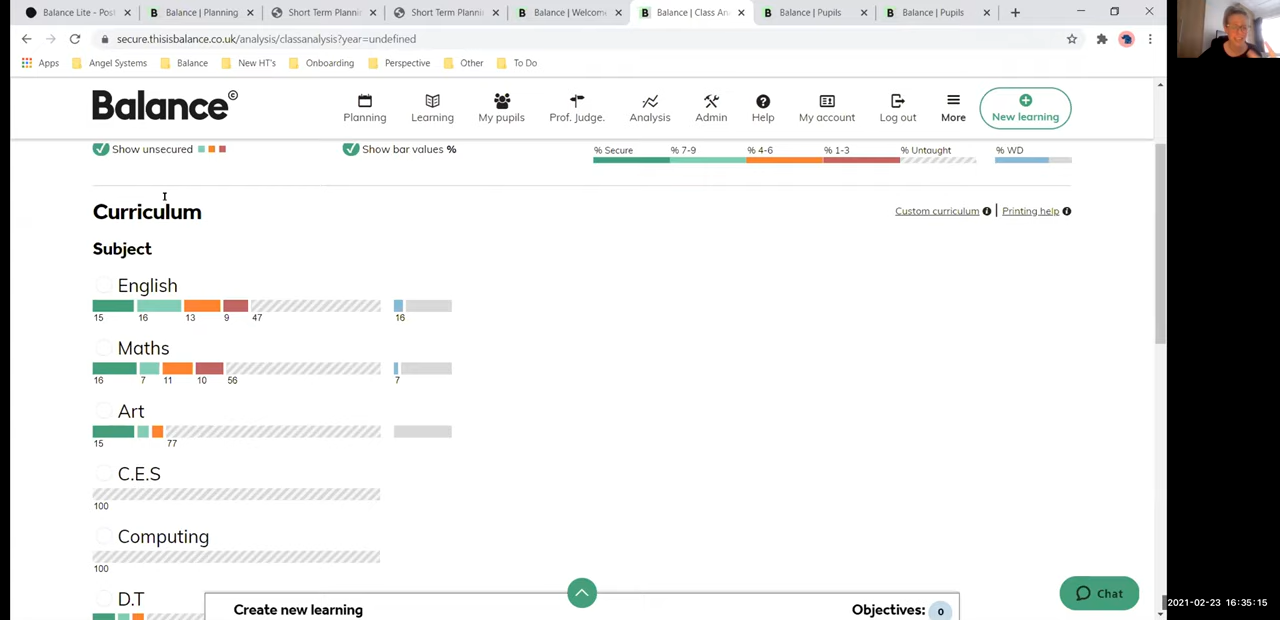 Balance Lite - Post
Balance | Planning
Short Term Plannin
Short Term Plannin
Balance | Welcome
Balance | Class An
Balance | Pupils
Balance | Pupils
secure.thisisbalance.co.uk/analysis/classanalysis?year=undefined
Apps Angel Systems Balance New HT's Onboarding Perspective Other To Do
Balance©
Planning Learning My pupils Prof. Judge. Analysis Admin Help My account Log out More New learning
Show unsecured Show bar values % % Secure % 7-9 % 4-6 % 1-3 % Untaught % WD
Curriculum Custom curriculum | Printing help
Subject
English
15 16 13 9 47 16
Maths
16 7 11 10 56 7
Art
15 77
C.E.S
100
Computing
100
D.T
Create new learning Objectives: 0
Chat
2021-02-23 16:35:15